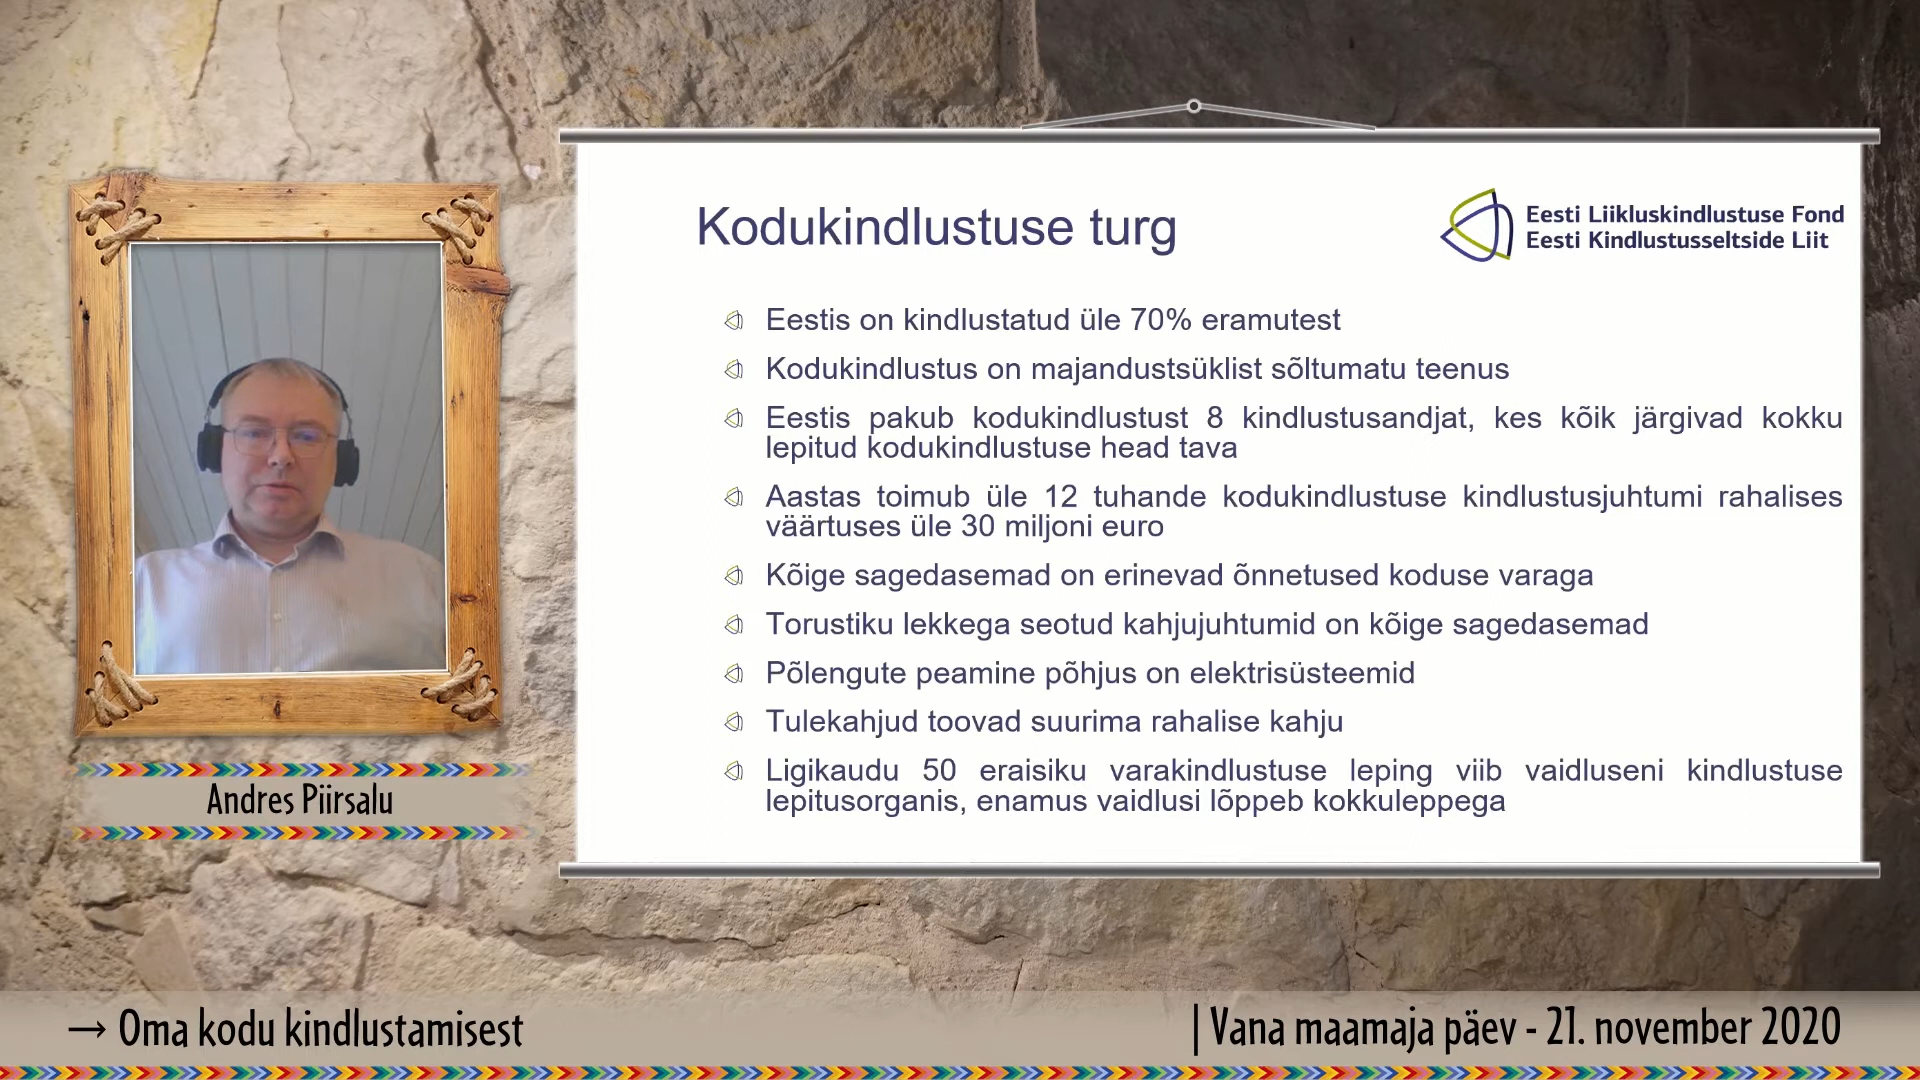 Kodukindlustuse turg
Eesti Liikluskindlustuse Fond
Eesti Kindlustusseltside Liit
Eestis on kindlustatud üle 70% eramutest
Kodukindlustus on majandustsüklist sõltumatu teenus
Eestis pakub kodukindlustust 8 kindlustusandjat, kes kõik järgivad kokku
lepitud kodukindlustuse head tava
Aastas toimub üle 12 tuhande kodukindlustuse kindlustusjuhtumi rahalises
väärtuses üle 30 miljoni euro
Kõige sagedasemad on erinevad õnnetused koduse varaga
Torustiku lekkega seotud kahjujuhtumid on kõige sagedasemad
Põlengute peamine põhjus on elektrisüsteemid
Tulekahjud toovad suurima rahalise kahju
Ligikaudu 50 eraisiku varakindlustuse leping viib vaidluseni kindlustuse
lepitusorganis, enamus vaidlusi lõppeb kokkuleppega
Andres Piirsalu
→ Oma kodu kindlustamisest
| Vana maamaja päev - 21. november 2020